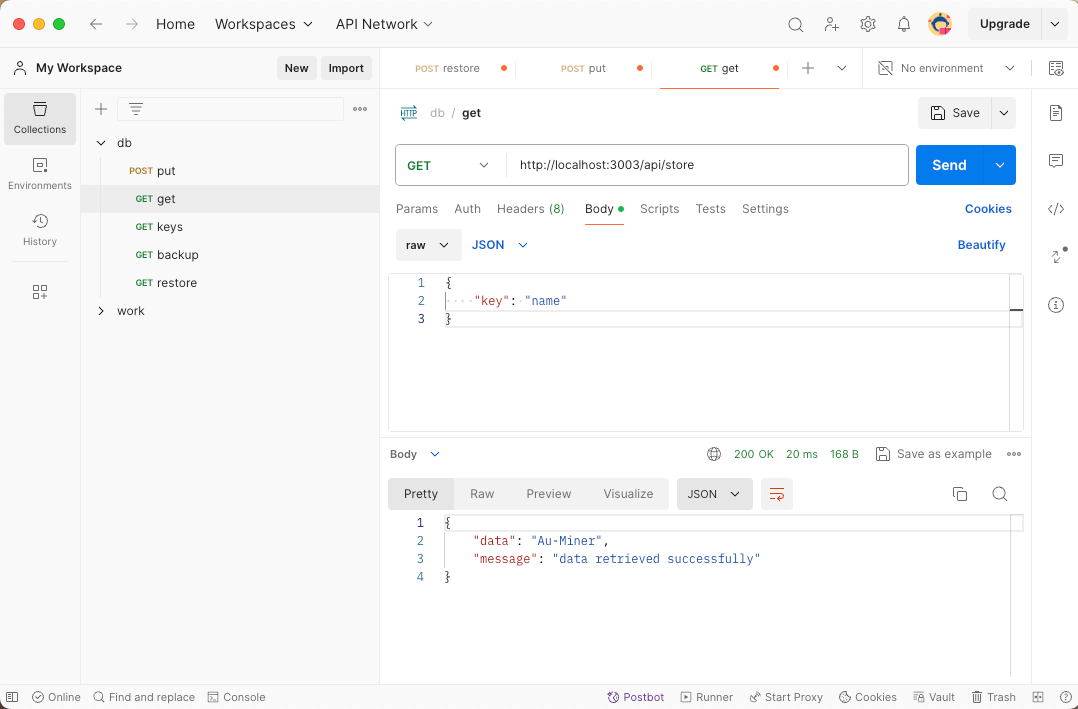 Home Workspaces API Network Upgrade
My Workspace New Import POST restore POST put GET get No environment
Collections
Environments
History
db
POST put
GET get
GET keys
GET backup
GET restore
work
HTTP db / get Save
GET http://localhost:3003/api/store Send
Params Auth Headers (8) Body Scripts Tests Settings Cookies
raw JSON Beautify
1 {
2 "key": "name"
3 }
Body 200 OK 20 ms 168 B Save as example
Pretty Raw Preview Visualize JSON
1 {
2 "data": "Au-Miner",
3 "message": "data retrieved successfully"
4 }
Online Find and replace Console Postbot Runner Start Proxy Cookies Vault Trash